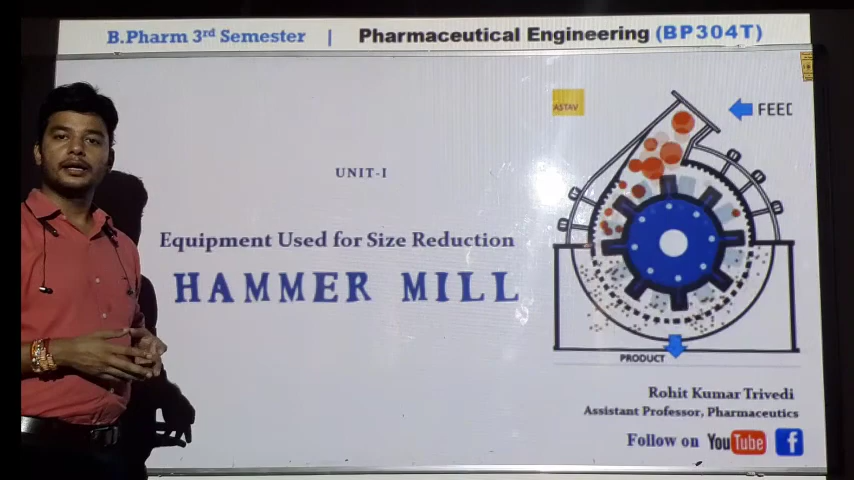 B.Pharm 3rd Semester | Pharmaceutical Engineering (BP304T)
ASTAV
FEED
UNIT-I
Equipment Used for Size Reduction
HAMMER MILL
PRODUCT
Rohit Kumar Trivedi
Assistant Professor, Pharmaceutics
Follow on YouTube f